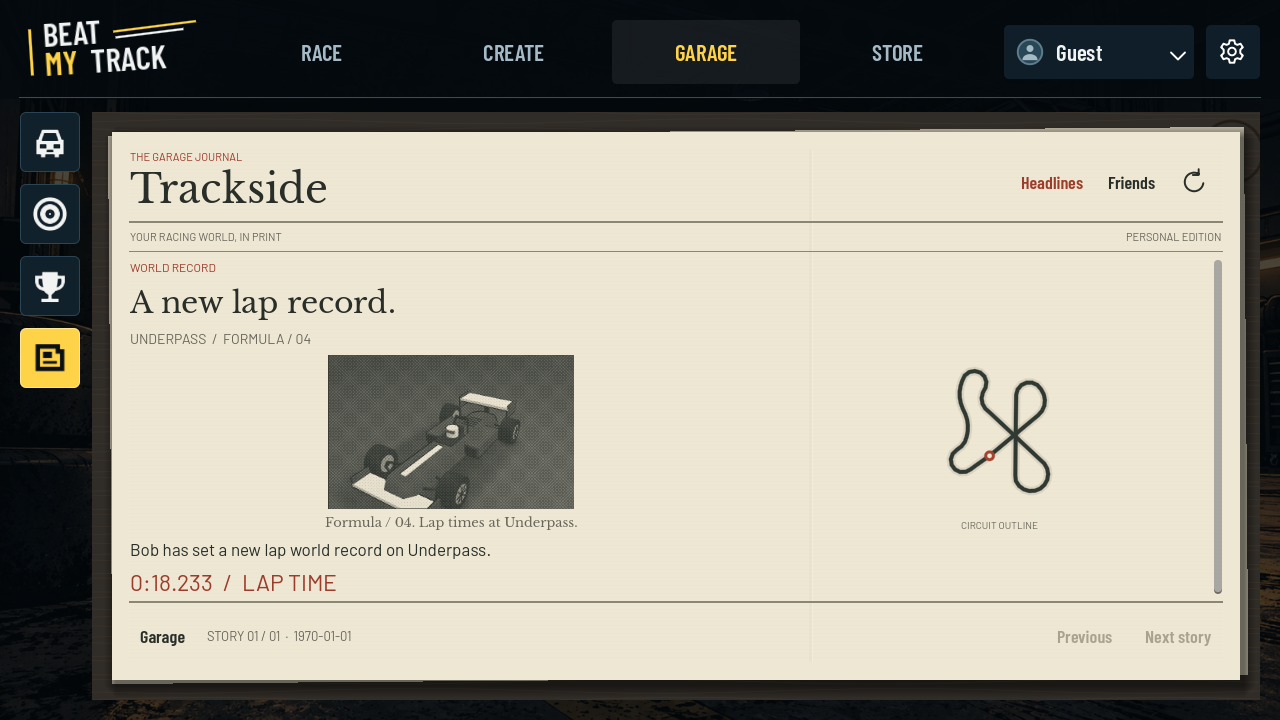 BEAT
MY TRACK
RACE
CREATE
GARAGE
STORE
Guest
THE GARAGE JOURNAL
Trackside
Headlines
Friends
YOUR RACING WORLD, IN PRINT
PERSONAL EDITION
WORLD RECORD
A new lap record.
UNDERPASS / FORMULA / 04
Formula / 04. Lap times at Underpass.
CIRCUIT OUTLINE
Bob has set a new lap world record on Underpass.
0:18.233 / LAP TIME
Garage
STORY 01 / 01 · 1970-01-01
Previous
Next story